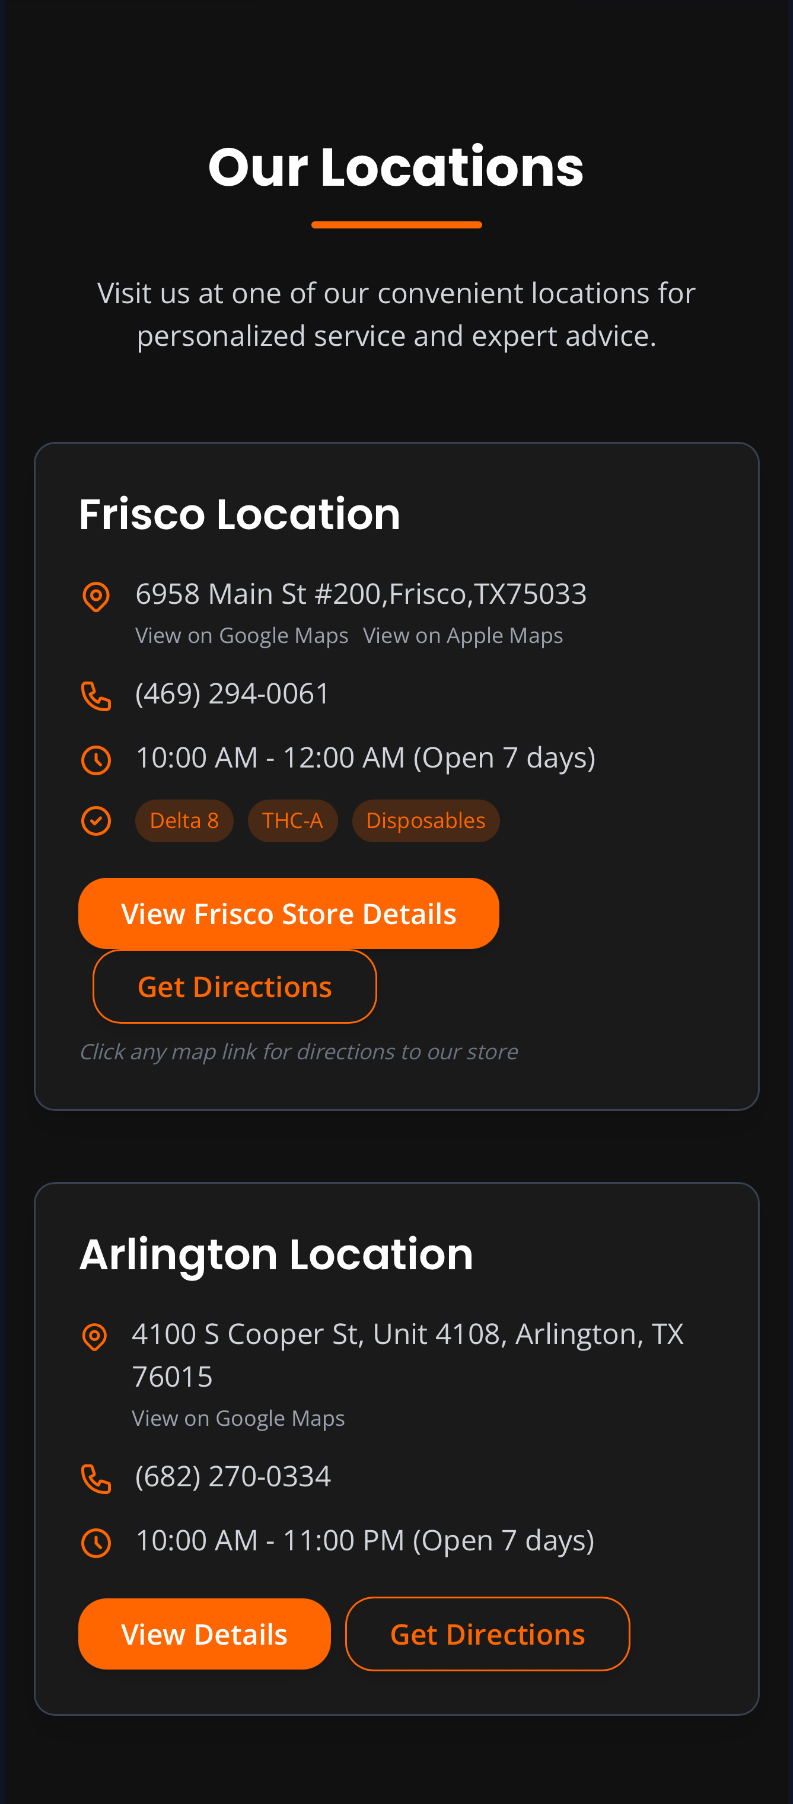 Our Locations
Visit us at one of our convenient locations for
personalized service and expert advice.
Frisco Location
6958 Main St #200,Frisco,TX75033
View on Google Maps View on Apple Maps
(469) 294-0061
10:00 AM - 12:00 AM (Open 7 days)
Delta 8 THC-A Disposables
View Frisco Store Details
Get Directions
Click any map link for directions to our store
Arlington Location
4100 S Cooper St, Unit 4108, Arlington, TX
76015
View on Google Maps
(682) 270-0334
10:00 AM - 11:00 PM (Open 7 days)
View Details Get Directions